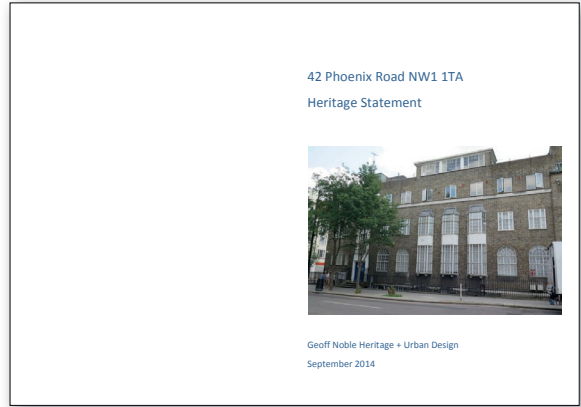 42 Phoenix Road NW1 1TA
Heritage Statement
Geoff Noble Heritage + Urban Design
September 2014